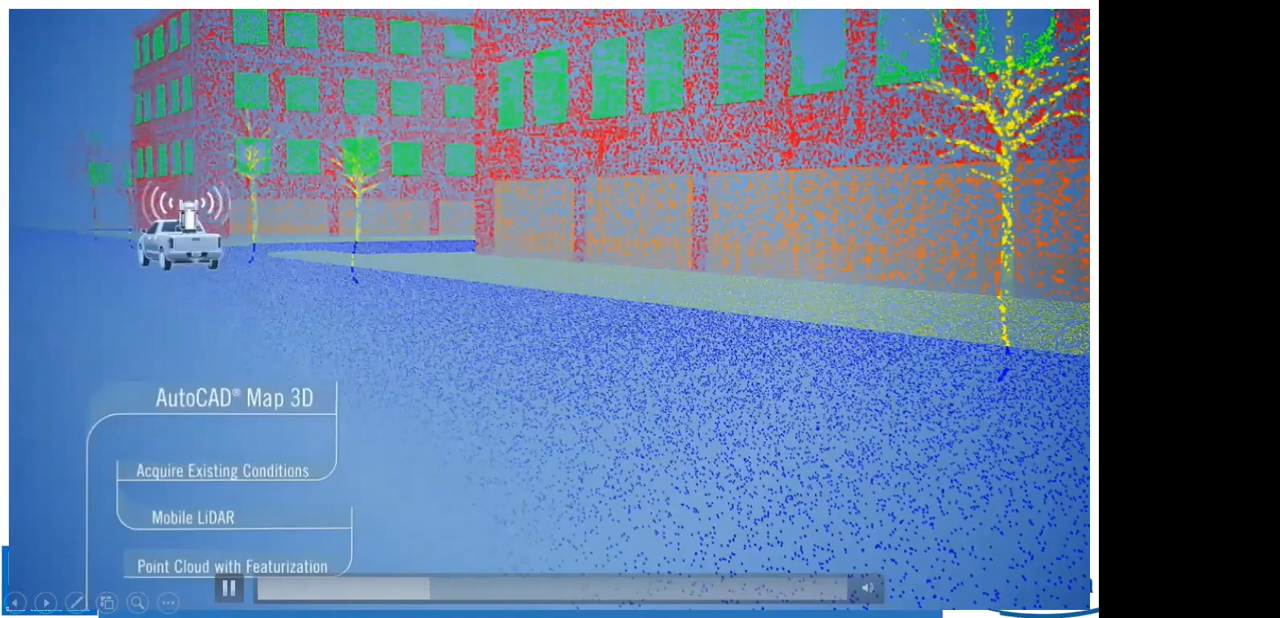 AutoCAD® Map 3D
Acquire Existing Conditions
Mobile LiDAR
Point Cloud with Featurization